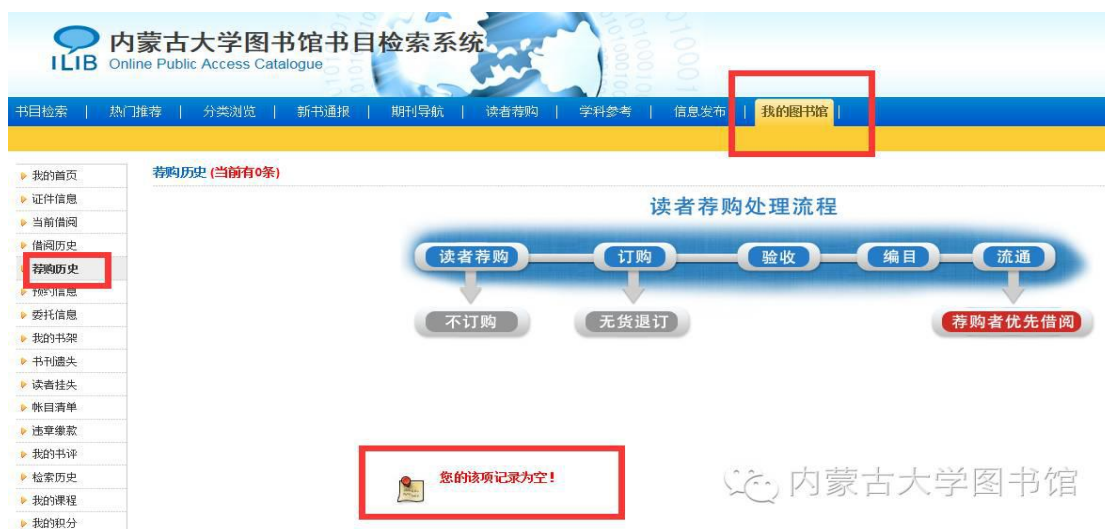 内蒙古大学图书馆书目检索系统
ILIB Online Public Access Catalogue
书目检索 | 热门推荐 | 分类浏览 | 新书通报 | 期刊导航 | 读者荐购 | 学科参考 | 信息发布 | 我的图书馆 |
我的首页
证件信息
当前借阅
借阅历史
荐购历史
预约信息
委托信息
我的书架
书刊遗失
读者挂失
帐目清单
违章缴款
我的书评
检索历史
我的课程
我的积分
荐购历史 (当前有0条)
读者荐购处理流程
读者荐购 订购 验收 编目 流通
不订购 无货退订 荐购者优先借阅
您的该项记录为空!
内蒙古大学图书馆